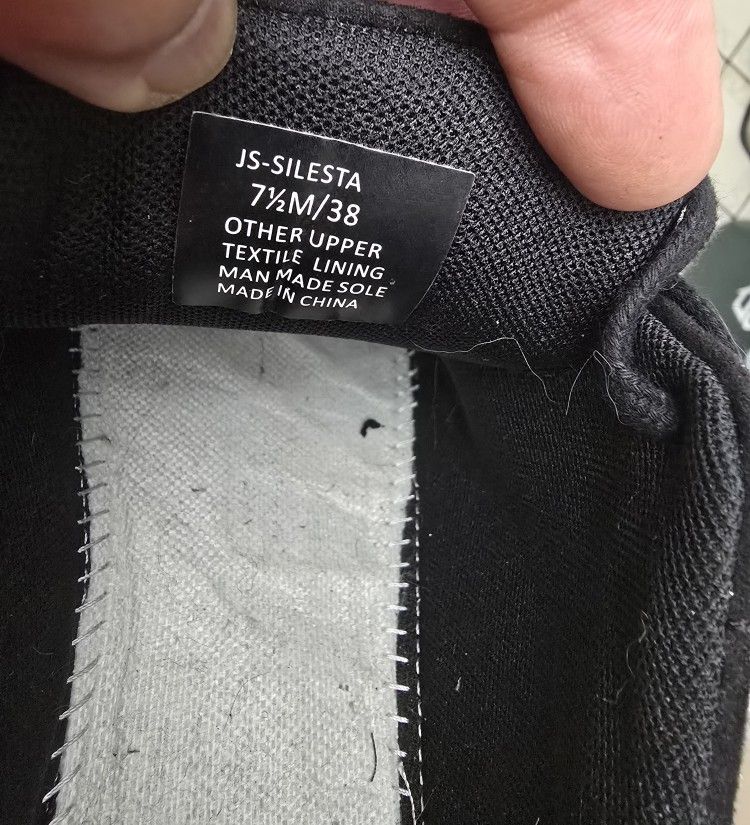 JS-SILESTA
7½M/38
OTHER UPPER
TEXTILE LINING
MAN MADE SOLE
MADE IN CHINA